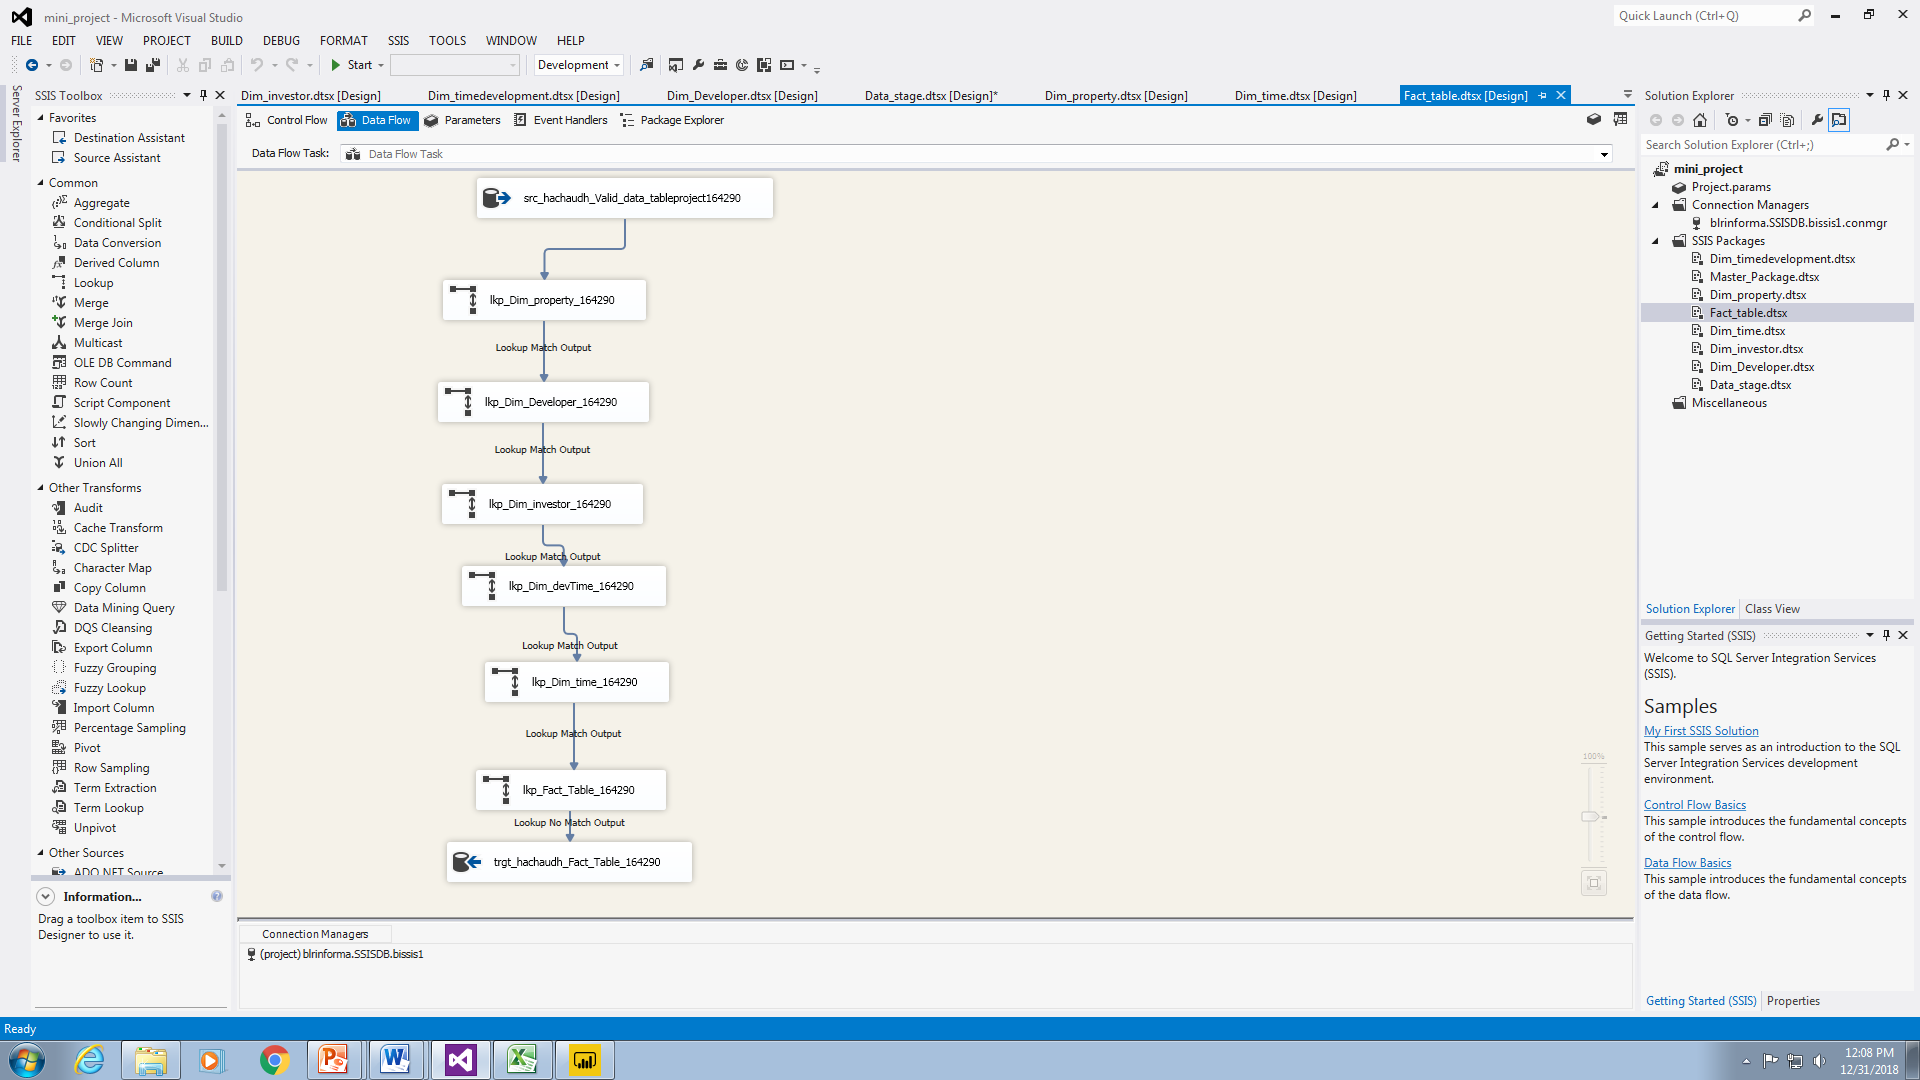 mini_project - Microsoft Visual Studio
Quick Launch (Ctrl+Q)
FILE EDIT VIEW PROJECT BUILD DEBUG FORMAT SSIS TOOLS WINDOW HELP
Start Development
Server Explorer
SSIS Toolbox
Favorites
Destination Assistant
Source Assistant
Common
Aggregate
Conditional Split
Data Conversion
Derived Column
Lookup
Merge
Merge Join
Multicast
OLE DB Command
Row Count
Script Component
Slowly Changing Dimen...
Sort
Union All
Other Transforms
Audit
Cache Transform
CDC Splitter
Character Map
Copy Column
Data Mining Query
DQS Cleansing
Export Column
Fuzzy Grouping
Fuzzy Lookup
Import Column
Percentage Sampling
Pivot
Row Sampling
Term Extraction
Term Lookup
Unpivot
Other Sources
ADO NET Source
Information...
Drag a toolbox item to SSIS
Designer to use it.
Dim_investor.dtsx [Design] Dim_timedevelopment.dtsx [Design] Dim_Developer.dtsx [Design] Data_stage.dtsx [Design]* Dim_property.dtsx [Design] Dim_time.dtsx [Design] Fact_table.dtsx [Design]
Control Flow Data Flow Parameters Event Handlers Package Explorer
Data Flow Task: Data Flow Task
src_hachaudh_Valid_data_tableproject164290
lkp_Dim_property_164290
Lookup Match Output
lkp_Dim_Developer_164290
Lookup Match Output
lkp_Dim_investor_164290
Lookup Match Output
lkp_Dim_devTime_164290
Lookup Match Output
lkp_Dim_time_164290
Lookup Match Output
lkp_Fact_Table_164290
Lookup No Match Output
trgt_hachaudh_Fact_Table_164290
100%
Connection Managers
(project) blrinforma.SSISDB.bissis1
Solution Explorer
Search Solution Explorer (Ctrl+;)
mini_project
Project.params
Connection Managers
blrinforma.SSISDB.bissis1.conmgr
SSIS Packages
Dim_timedevelopment.dtsx
Master_Package.dtsx
Dim_property.dtsx
Fact_table.dtsx
Dim_time.dtsx
Dim_investor.dtsx
Dim_Developer.dtsx
Data_stage.dtsx
Miscellaneous
Solution Explorer Class View
Getting Started (SSIS)
Welcome to SQL Server Integration Services
(SSIS).
Samples
My First SSIS Solution
This sample serves as an introduction to the SQL
Server Integration Services development
environment.
Control Flow Basics
This sample introduces the fundamental concepts
of the control flow.
Data Flow Basics
This sample introduces the fundamental concepts
of the data flow.
Getting Started (SSIS) Properties
Ready
12:08 PM
12/31/2018